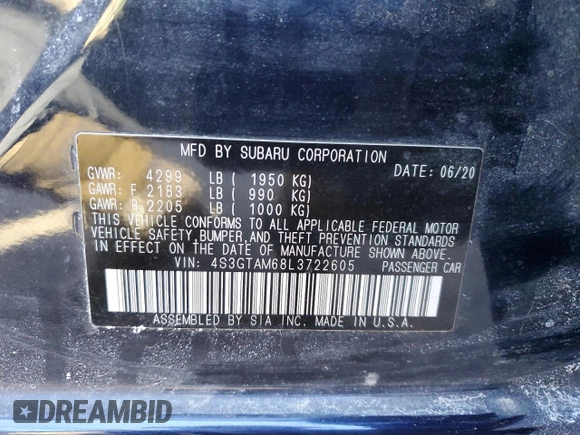 MFD BY SUBARU CORPORATION
GVWR: 4299 LB ( 1950 KG) DATE: 06/20
GAWR: F 2183 LB ( 990 KG)
GAWR: R 2205 LB ( 1000 KG)
THIS VEHICLE CONFORMS TO ALL APPLICABLE FEDERAL MOTOR
VEHICLE SAFETY, BUMPER, AND THEFT PREVENTION STANDARDS
IN EFFECT ON THE DATE OF MANUFACTURE SHOWN ABOVE.
VIN: 4S3GTAM68L3722605 PASSENGER CAR
ASSEMBLED BY SIA INC. MADE IN U.S.A.
DREAMBID